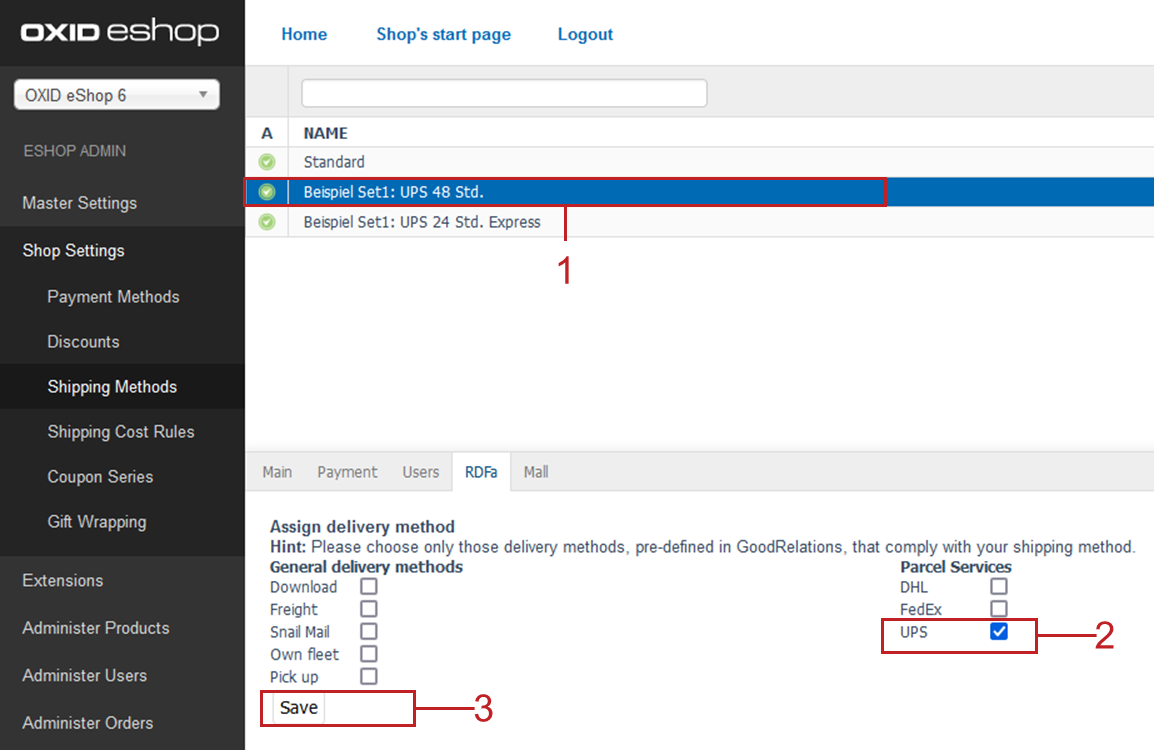 OXID eshop
Home Shop's start page Logout
OXID eShop 6
ESHOP ADMIN
Master Settings
Shop Settings
Payment Methods
Discounts
Shipping Methods
Shipping Cost Rules
Coupon Series
Gift Wrapping
Extensions
Administer Products
Administer Users
Administer Orders
A NAME
Standard
Beispiel Set1: UPS 48 Std.
Beispiel Set1: UPS 24 Std. Express
1
Main Payment Users RDFa Mall
Assign delivery method
Hint: Please choose only those delivery methods, pre-defined in GoodRelations, that comply with your shipping method.
General delivery methods
Download
Freight
Snail Mail
Own fleet
Pick up
Parcel Services
DHL
FedEx
UPS
2
Save
3